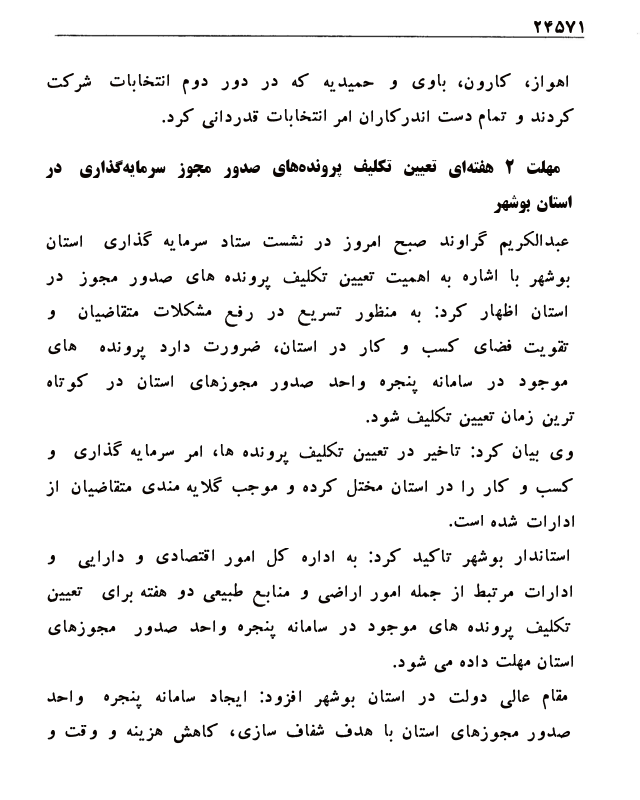 ۲۴۵۷۱
اهواز، کارون، باوی و حمیدیه که در دور دوم انتخابات شرکت
کردند و تمام دست اندرکاران امر انتخابات قدردانی کرد.
مهلت ۲ هفته‌ای تعیین تکلیف پرونده‌های صدور مجوز سرمایه‌گذاری در
استان بوشهر
عبدالکریم گراوند صبح امروز در نشست ستاد سرمایه گذاری استان
بوشهر با اشاره به اهمیت تعیین تکلیف پرونده های صدور مجوز در
استان اظهار کرد: به منظور تسریع در رفع مشکلات متقاضیان و
تقویت فضای کسب و کار در استان، ضرورت دارد پرونده های
موجود در سامانه پنجره واحد صدور مجوزهای استان در کوتاه
ترین زمان تعیین تکلیف شود.
وی بیان کرد: تاخیر در تعیین تکلیف پرونده ها، امر سرمایه گذاری و
کسب و کار را در استان مختل کرده و موجب گلایه مندی متقاضیان از
ادارات شده است.
استاندار بوشهر تاکید کرد: به اداره کل امور اقتصادی و دارایی و
ادارات مرتبط از جمله امور اراضی و منابع طبیعی دو هفته برای تعیین
تکلیف پرونده های موجود در سامانه پنجره واحد صدور مجوزهای
استان مهلت داده می شود.
مقام عالی دولت در استان بوشهر افزود: ایجاد سامانه پنجره واحد
صدور مجوزهای استان با هدف شفاف سازی، کاهش هزینه و وقت و